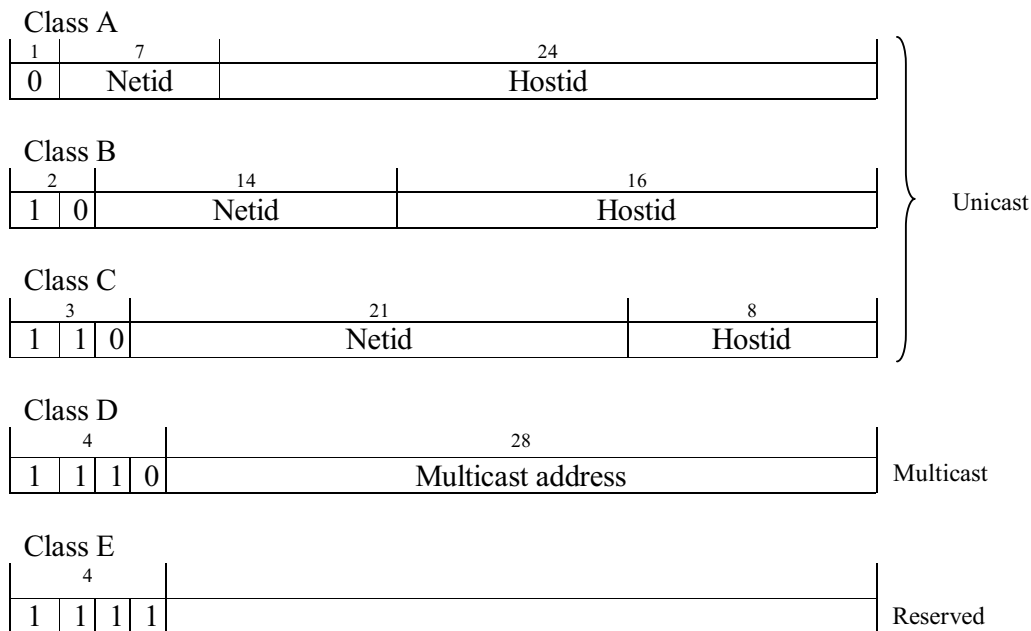 Class A
1 7 24
0 Netid Hostid
Class B
2 14 16
1 0 Netid Hostid
Unicast
Class C
3 21 8
1 1 0 Netid Hostid
Class D
4 28
1 1 1 0 Multicast address Multicast
Class E
4
1 1 1 1 Reserved